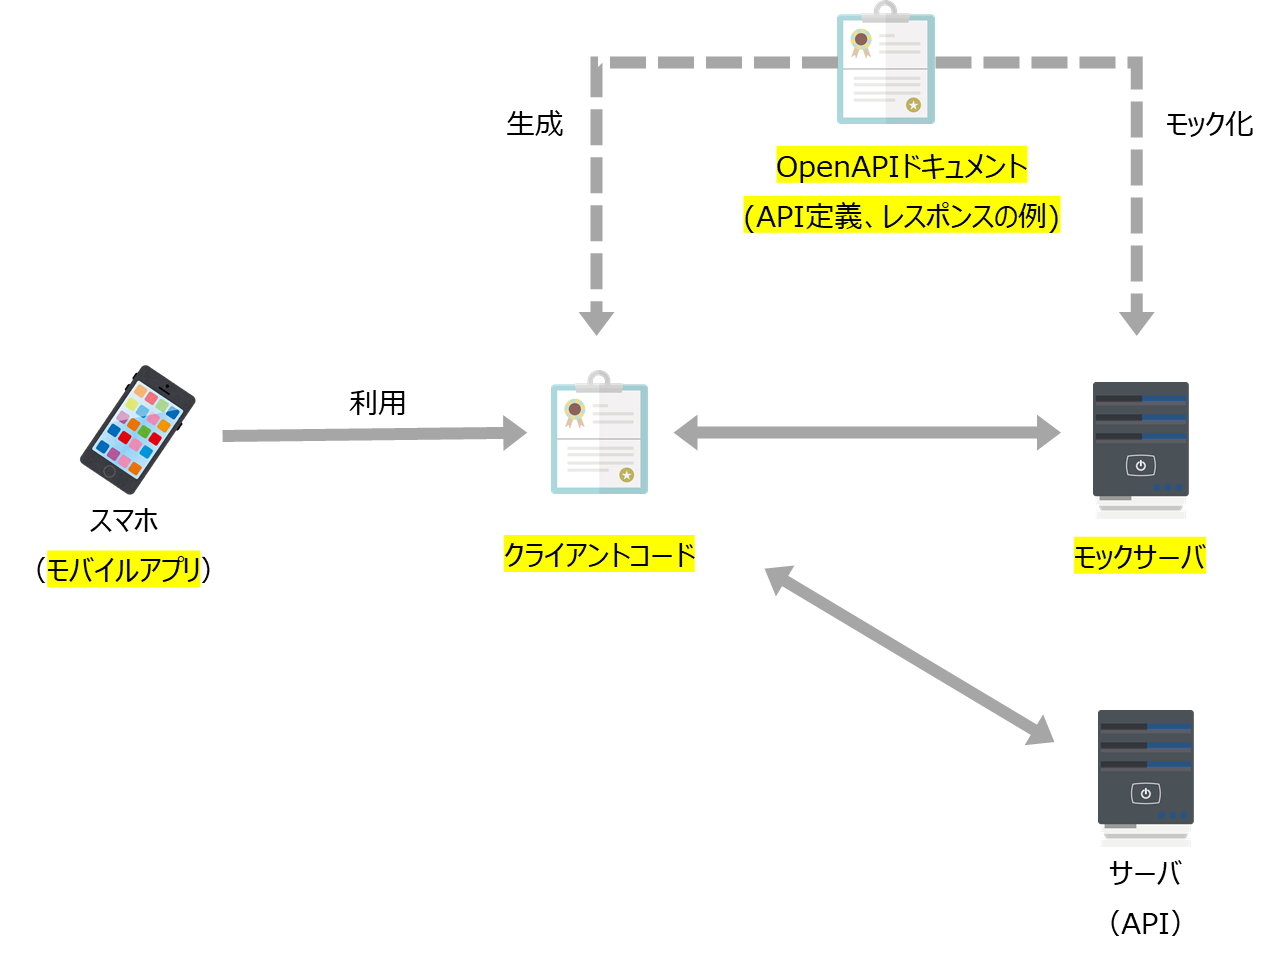 生成
モック化
OpenAPIドキュメント
(API定義、レスポンスの例)
利用
スマホ
（モバイルアプリ）
クライアントコード
モックサーバ
サーバ
（API）